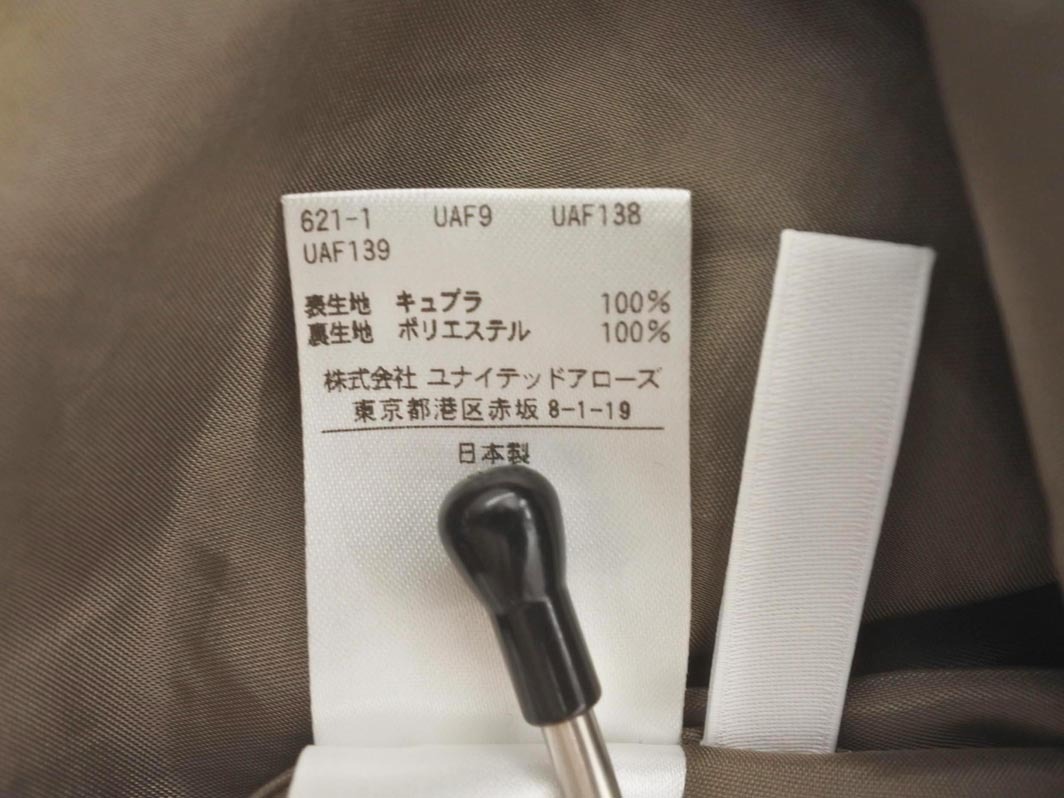 621-1 UAF9 UAF138
UAF139
表生地 キュプラ 100%
裏生地 ポリエステル 100%
株式会社 ユナイテッドアローズ
東京都港区赤坂 8-1-19
日本製